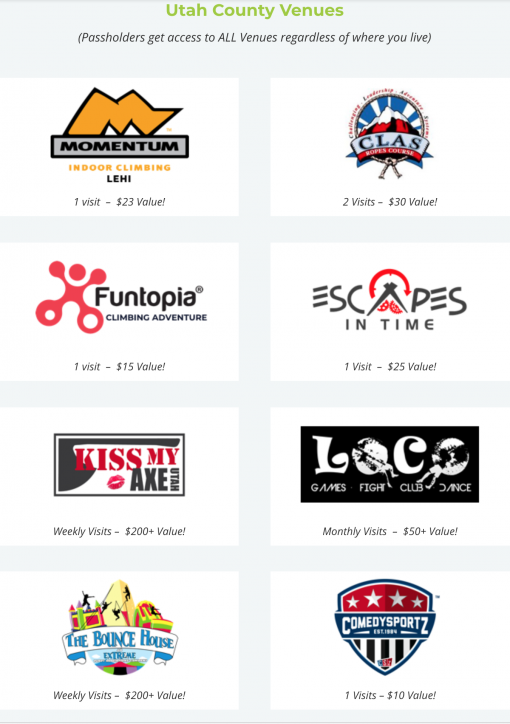 Utah County Venues
(Passholders get access to ALL Venues regardless of where you live)
MOMENTUM
INDOOR CLIMBING
LEHI
1 visit – $23 Value!
Challenging, Leadership, Adventure, Systems
CLAS
ROPES COURSE
2 Visits – $30 Value!
Funtopia®
CLIMBING ADVENTURE
1 visit – $15 Value!
ESCAPES
IN TIME
1 Visit – $25 Value!
KISS MY
AXE UTAH
Weekly Visits – $200+ Value!
LOCO
GAMES · FIGHT CLUB DANCE
Monthly Visits – $50+ Value!
THE BOUNCE HOUSE
EXTREME
Weekly Visits – $200+ Value!
COMEDYSPORTZ™
EST.1984
1 Visits – $10 Value!